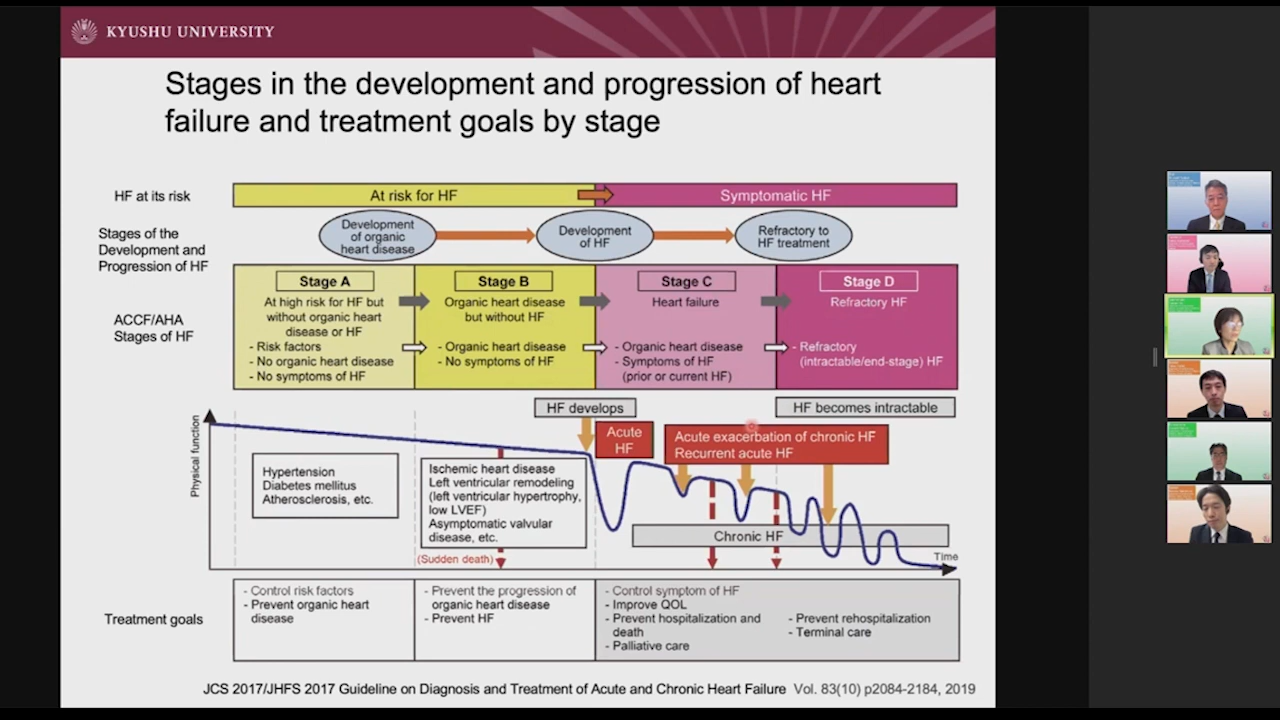 KYUSHU UNIVERSITY
Stages in the development and progression of heart
failure and treatment goals by stage
HF at its risk
At risk for HF
Symptomatic HF
Stages of the
Development and
Progression of HF
Development
of organic
heart disease
Development
of HF
Refractory to
HF treatment
ACCF/AHA
Stages of HF
Stage A
At high risk for HF but
without organic heart
disease or HF
- Risk factors
- No organic heart disease
- No symptoms of HF
Stage B
Organic heart disease
but without HF
- Organic heart disease
- No symptoms of HF
Stage C
Heart failure
- Organic heart disease
- Symptoms of HF
(prior or current HF)
Stage D
Refractory HF
- Refractory
(intractable/end-stage) HF
HF develops
HF becomes intractable
Physical function
Acute
HF
Acute exacerbation of chronic HF
Recurrent acute HF
Hypertension
Diabetes mellitus
Atherosclerosis, etc.
Ischemic heart disease
Left ventricular remodeling
(left ventricular hypertrophy,
low LVEF)
Asymptomatic valvular
disease, etc.
(Sudden death)
Chronic HF
Time
Treatment goals
- Control risk factors
- Prevent organic heart
disease
- Prevent the progression of
organic heart disease
- Prevent HF
- Control symptom of HF
- Improve QOL
- Prevent hospitalization and
death
- Palliative care
- Prevent rehospitalization
- Terminal care
JCS 2017/JHFS 2017 Guideline on Diagnosis and Treatment of Acute and Chronic Heart Failure Vol. 83(10) p2084-2184, 2019